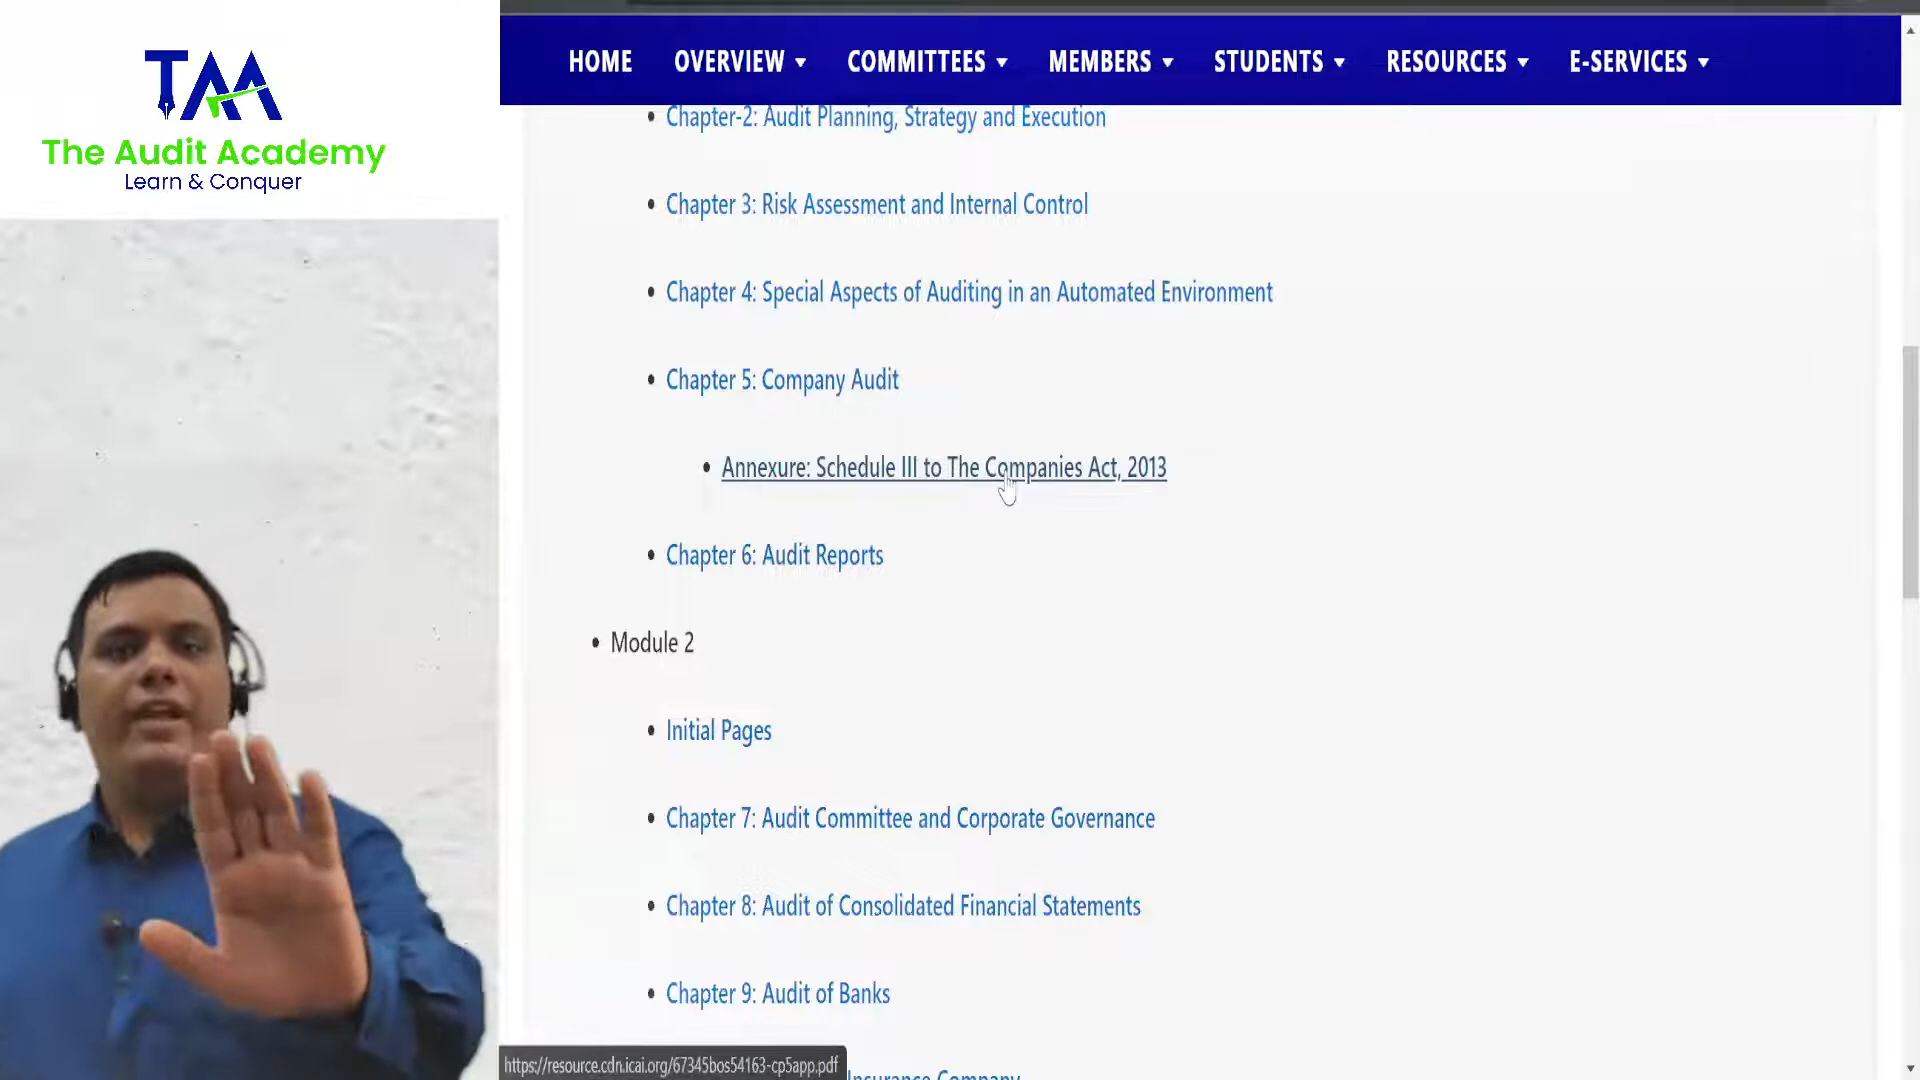 TAA
The Audit Academy
Learn & Conquer
HOME OVERVIEW COMMITTEES MEMBERS STUDENTS RESOURCES E-SERVICES
Chapter-2: Audit Planning, Strategy and Execution
Chapter 3: Risk Assessment and Internal Control
Chapter 4: Special Aspects of Auditing in an Automated Environment
Chapter 5: Company Audit
Annexure: Schedule III to The Companies Act, 2013
Chapter 6: Audit Reports
Module 2
Initial Pages
Chapter 7: Audit Committee and Corporate Governance
Chapter 8: Audit of Consolidated Financial Statements
Chapter 9: Audit of Banks
Insurance Company
https://resource.cdn.icai.org/67345bos54163-cp5app.pdf